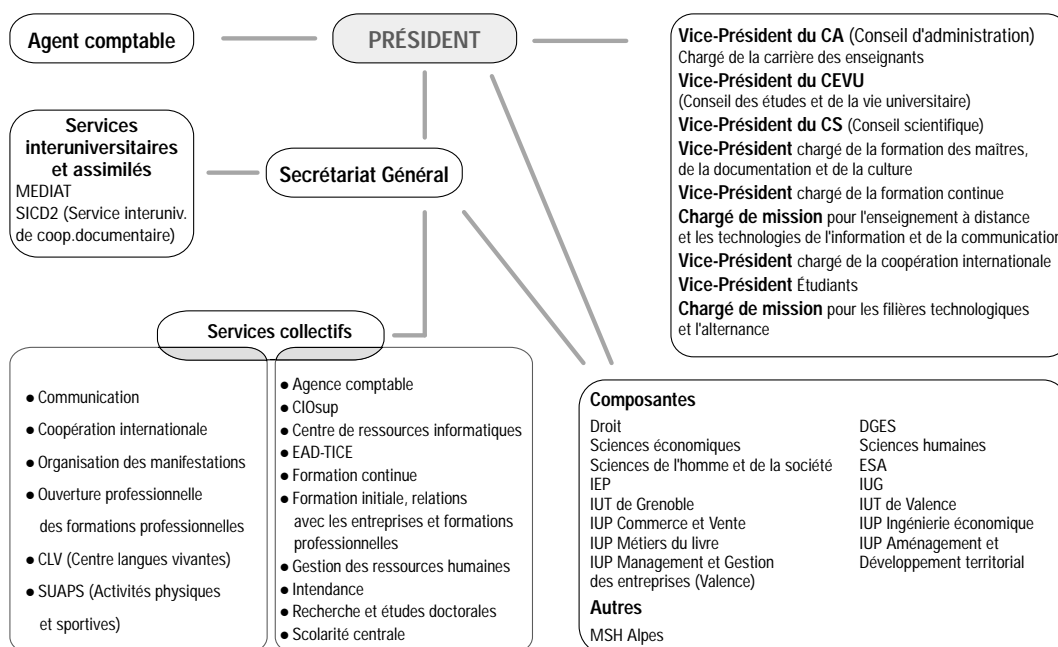 Agent comptable
PRÉSIDENT
Vice-Président du CA (Conseil d'administration)
Chargé de la carrière des enseignants
Vice-Président du CEVU
(Conseil des études et de la vie universitaire)
Vice-Président du CS (Conseil scientifique)
Vice-Président chargé de la formation des maîtres,
de la documentation et de la culture
Vice-Président chargé de la formation continue
Chargé de mission pour l'enseignement à distance
et les technologies de l'information et de la communication
Vice-Président chargé de la coopération internationale
Vice-Président Étudiants
Chargé de mission pour les filières technologiques
et l'alternance
Services
interuniversitaires
et assimilés
MEDIAT
SICD2 (Service interuniv.
de coop.documentaire)
Secrétariat Général
Services collectifs
● Communication
● Coopération internationale
● Organisation des manifestations
● Ouverture professionnelle
des formations professionnelles
● CLV (Centre langues vivantes)
● SUAPS (Activités physiques
et sportives)
● Agence comptable
● CIOsup
● Centre de ressources informatiques
● EAD-TICE
● Formation continue
● Formation initiale, relations
avec les entreprises et formations
professionnelles
● Gestion des ressources humaines
● Intendance
● Recherche et études doctorales
● Scolarité centrale
Composantes
Droit
Sciences économiques
Sciences de l'homme et de la société
IEP
IUT de Grenoble
IUP Commerce et Vente
IUP Métiers du livre
IUP Management et Gestion
des entreprises (Valence)
DGES
Sciences humaines
ESA
IUG
IUT de Valence
IUP Ingénierie économique
IUP Aménagement et
Développement territorial
Autres
MSH Alpes